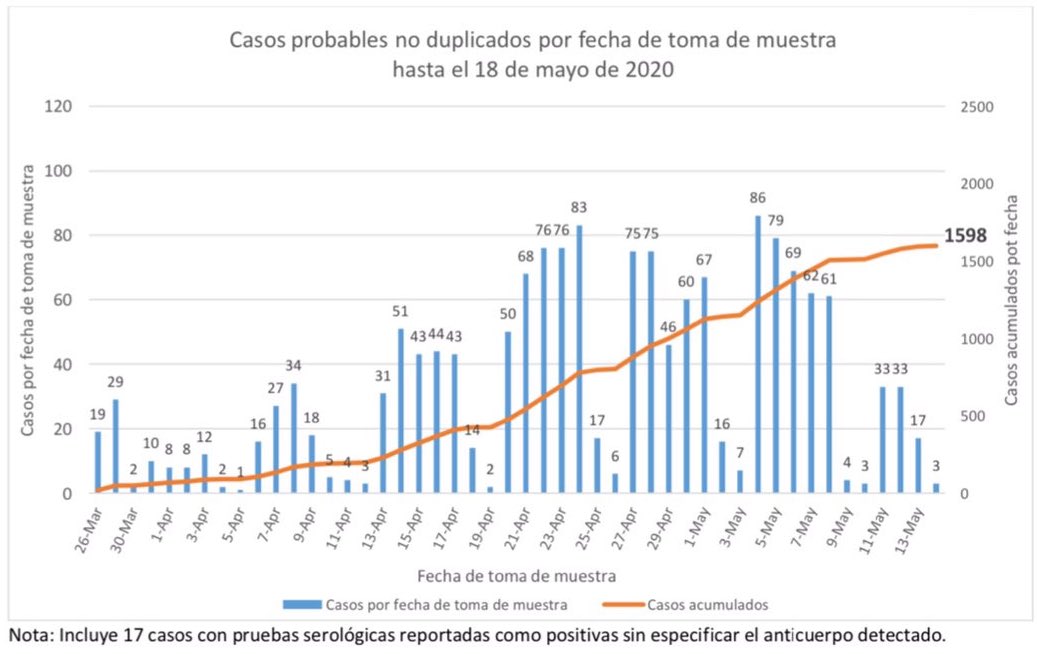 Casos probables no duplicados por fecha de toma de muestra
hasta el 18 de mayo de 2020
Casos por fecha de toma de muestra
120
100
80
60
40
20
0
19
29
2
10
8
8
12
2
1
16
27
34
18
5
4
3
31
51
43
44
43
14
2
50
68
76
76
83
17
6
75
75
46
60
67
16
7
86
79
69
62
61
4
3
33
33
17
3
1598
2500
2000
1500
1000
500
0
Casos acumulados pot fecha
26-Mar
30-Mar
1-Apr
3-Apr
5-Apr
7-Apr
9-Apr
11-Apr
13-Apr
15-Apr
17-Apr
19-Apr
21-Apr
23-Apr
25-Apr
27-Apr
29-Apr
1-May
3-May
5-May
7-May
9-May
11-May
13-May
Fecha de toma de muestra
Casos por fecha de toma de muestra
Casos acumulados
Nota: Incluye 17 casos con pruebas serológicas reportadas como positivas sin especificar el anticuerpo detectado.